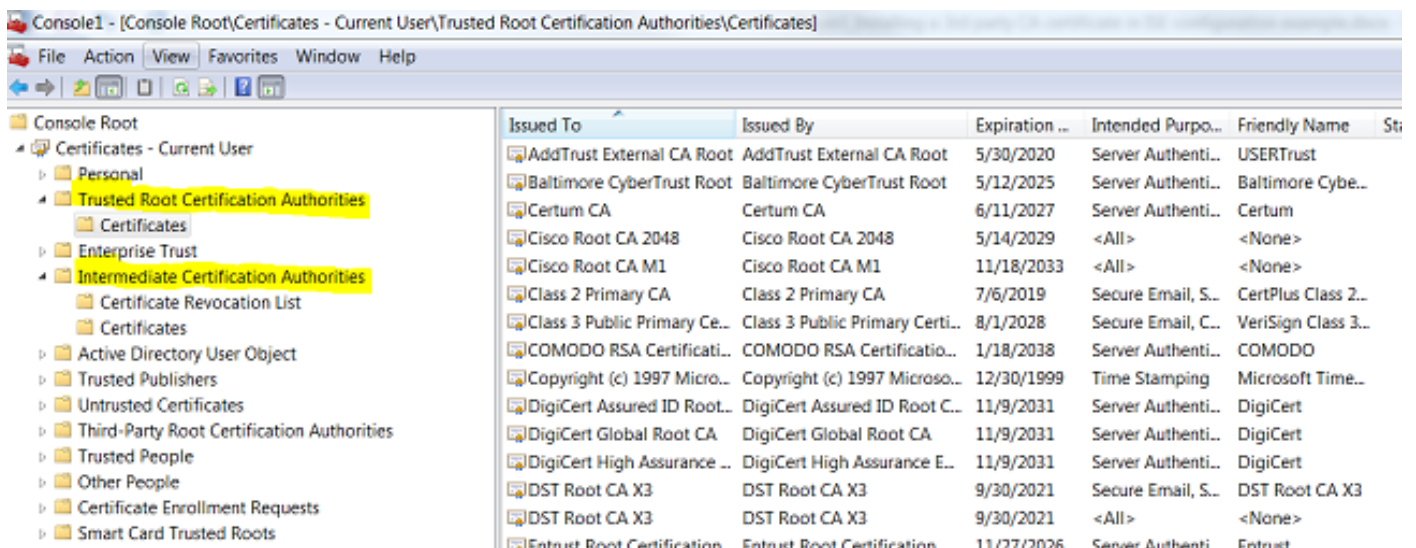 Console1 - [Console Root\Certificates - Current User\Trusted Root Certification Authorities\Certificates]
File Action View Favorites Window Help
Console Root
Certificates - Current User
Personal
Trusted Root Certification Authorities
Certificates
Enterprise Trust
Intermediate Certification Authorities
Certificate Revocation List
Certificates
Active Directory User Object
Trusted Publishers
Untrusted Certificates
Third-Party Root Certification Authorities
Trusted People
Other People
Certificate Enrollment Requests
Smart Card Trusted Roots
Issued To Issued By Expiration ... Intended Purpo... Friendly Name Sta
AddTrust External CA Root AddTrust External CA Root 5/30/2020 Server Authenti... USERTrust
Baltimore CyberTrust Root Baltimore CyberTrust Root 5/12/2025 Server Authenti... Baltimore Cybe...
Certum CA Certum CA 6/11/2027 Server Authenti... Certum
Cisco Root CA 2048 Cisco Root CA 2048 5/14/2029 <All> <None>
Cisco Root CA M1 Cisco Root CA M1 11/18/2033 <All> <None>
Class 2 Primary CA Class 2 Primary CA 7/6/2019 Secure Email, S... CertPlus Class 2...
Class 3 Public Primary Ce... Class 3 Public Primary Certi... 8/1/2028 Secure Email, C... VeriSign Class 3...
COMODO RSA Certificati... COMODO RSA Certificatio... 1/18/2038 Server Authenti... COMODO
Copyright (c) 1997 Micro... Copyright (c) 1997 Microso... 12/30/1999 Time Stamping Microsoft Time...
DigiCert Assured ID Root... DigiCert Assured ID Root C... 11/9/2031 Server Authenti... DigiCert
DigiCert Global Root CA DigiCert Global Root CA 11/9/2031 Server Authenti... DigiCert
DigiCert High Assurance ... DigiCert High Assurance E... 11/9/2031 Server Authenti... DigiCert
DST Root CA X3 DST Root CA X3 9/30/2021 Secure Email, S... DST Root CA X3
DST Root CA X3 DST Root CA X3 9/30/2021 <All> <None>
Entrust Root Certification Entrust Root Certification 11/27/2026 Server Authenti Entrust